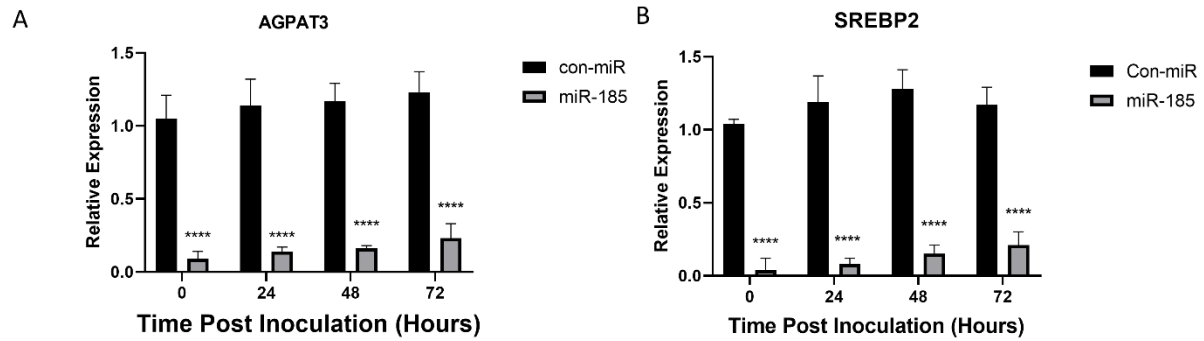 A
AGPAT3
Relative Expression
1.5
1.0
0.5
0.0
con-miR
miR-185
****
****
****
****
0
24
48
72
Time Post Inoculation (Hours)
B
SREBP2
Relative Expression
1.5
1.0
0.5
0.0
Con-miR
miR-185
****
****
****
****
0
24
48
72
Time Post Inoculation (Hours)